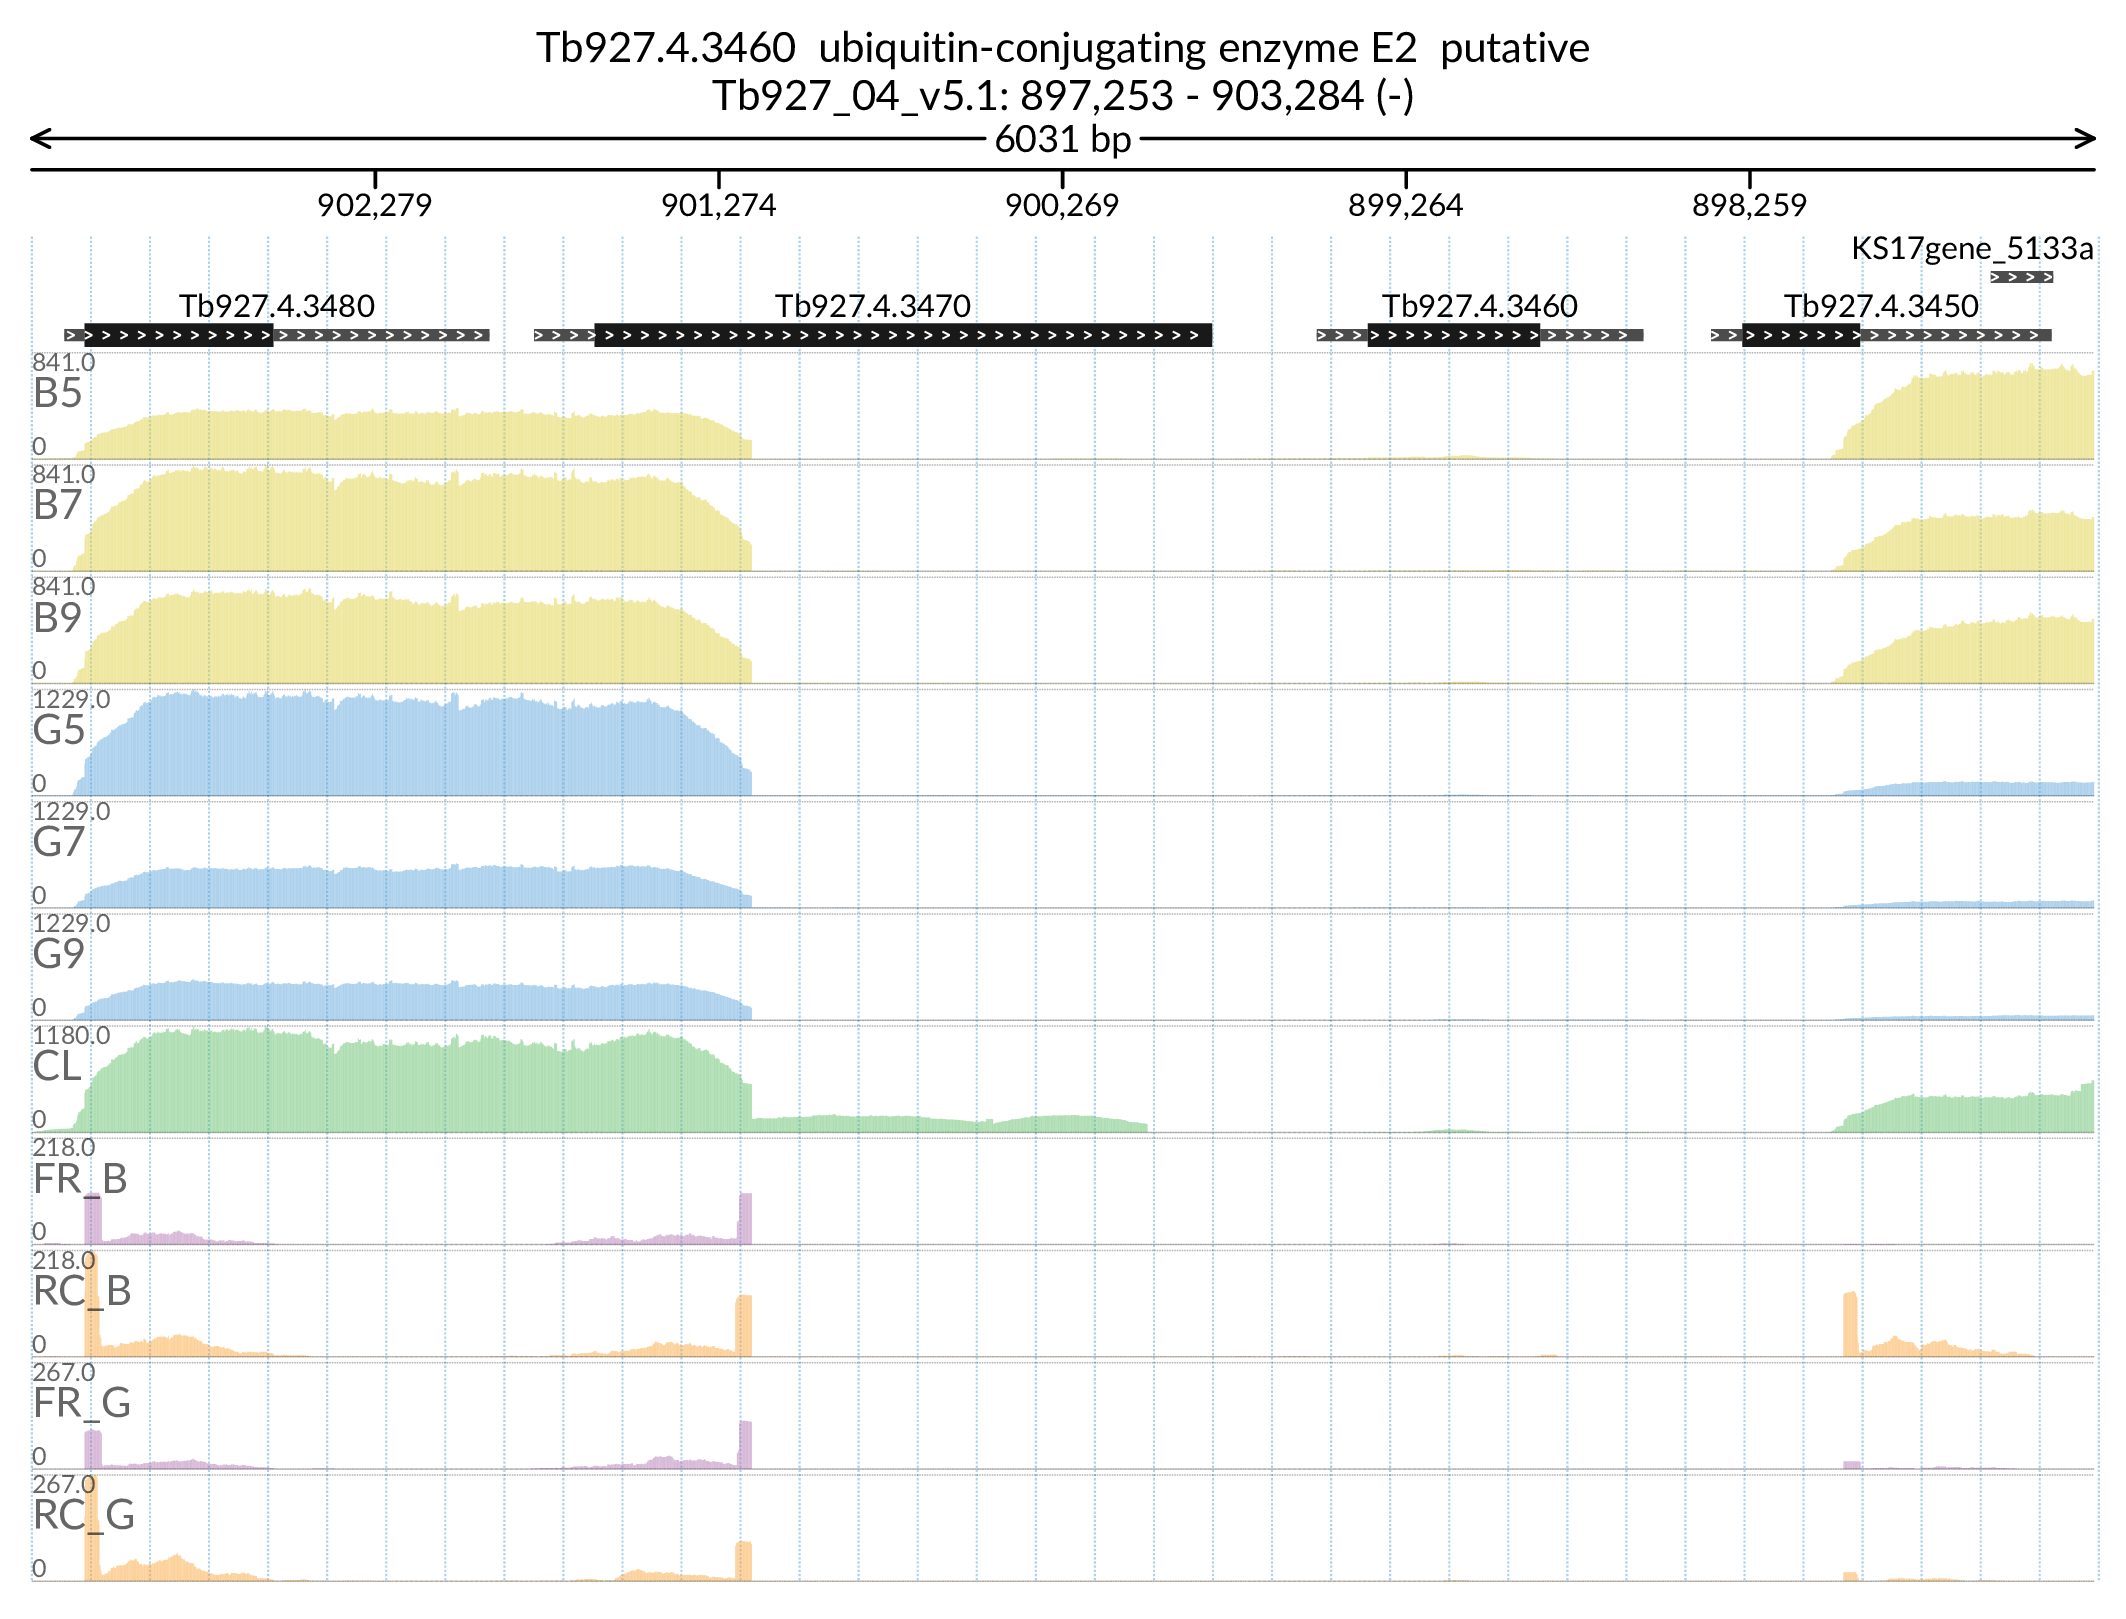 Tb927.4.3460  ubiquitin-conjugating enzyme E2  putative
Tb927_04_v5.1: 897,253 - 903,284 (-)
6031 bp
902,279 901,274 900,269 899,264 898,259
KS17gene_5133a
Tb927.4.3480 Tb927.4.3470 Tb927.4.3460 Tb927.4.3450
841.0
B5
0
841.0
B7
0
841.0
B9
0
1229.0
G5
0
1229.0
G7
0
1229.0
G9
0
1180.0
CL
0
218.0
FR_B
0
218.0
RC_B
0
267.0
FR_G
0
267.0
RC_G
0